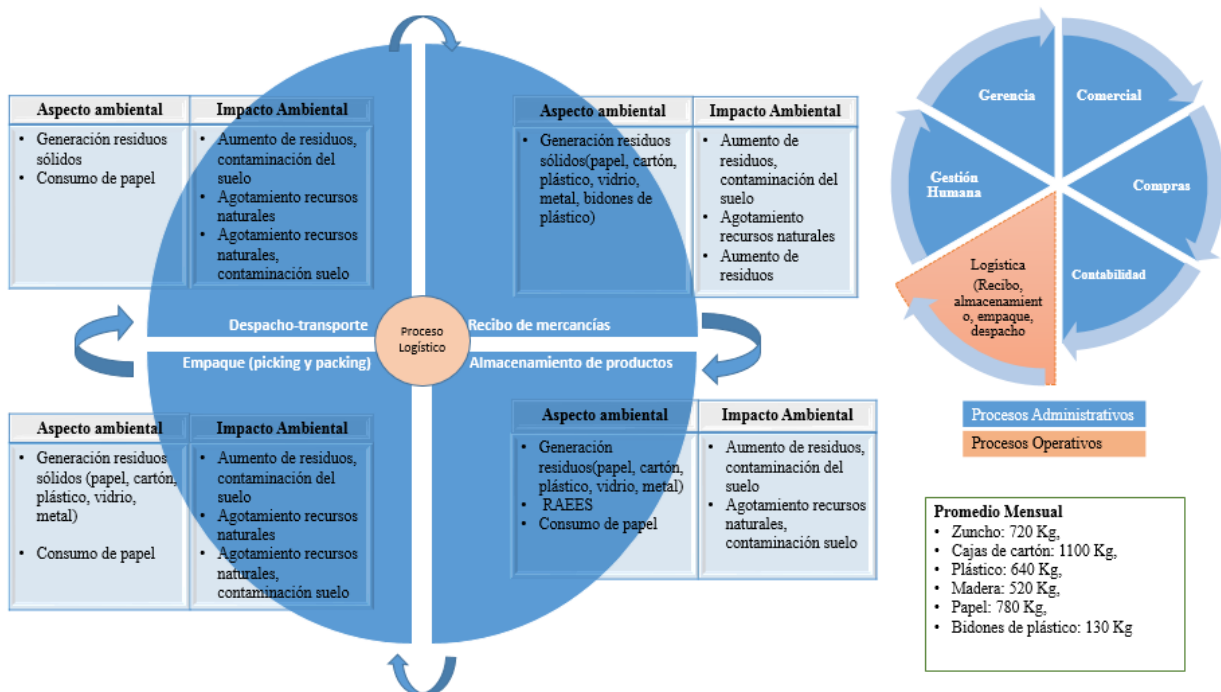 Aspecto ambiental
Impacto Ambiental
• Generación residuos
sólidos
• Consumo de papel
• Aumento de residuos,
contaminación del
suelo
• Agotamiento recursos
naturales
• Agotamiento recursos
naturales,
contaminación suelo
Aspecto ambiental
Impacto Ambiental
• Generación residuos
sólidos(papel, cartón,
plástico, vidrio,
metal, bidones de
plástico)
• Aumento de
residuos,
contaminación del
suelo
• Agotamiento
recursos naturales
• Aumento de
residuos
Despacho-transporte
Recibo de mercancías
Proceso
Logístico
Empaque (picking y packing)
Almacenamiento de productos
Aspecto ambiental
Impacto Ambiental
• Generación residuos
sólidos (papel, cartón,
plástico, vidrio,
metal)
• Consumo de papel
• Aumento de residuos,
contaminación del
suelo
• Agotamiento recursos
naturales
• Agotamiento recursos
naturales,
contaminación suelo
Aspecto ambiental
Impacto Ambiental
• Generación
residuos(papel, cartón,
plástico, vidrio, metal)
• RAEES
• Consumo de papel
• Aumento de residuos,
contaminación del
suelo
• Agotamiento recursos
naturales,
contaminación suelo
Gerencia
Comercial
Gestión
Humana
Compras
Logística
(Recibo,
almacenamient
o, empaque,
despacho
Contabilidad
Procesos Administrativos
Procesos Operativos
Promedio Mensual
• Zuncho: 720 Kg,
• Cajas de cartón: 1100 Kg,
• Plástico: 640 Kg,
• Madera: 520 Kg,
• Papel: 780 Kg,
• Bidones de plástico: 130 Kg